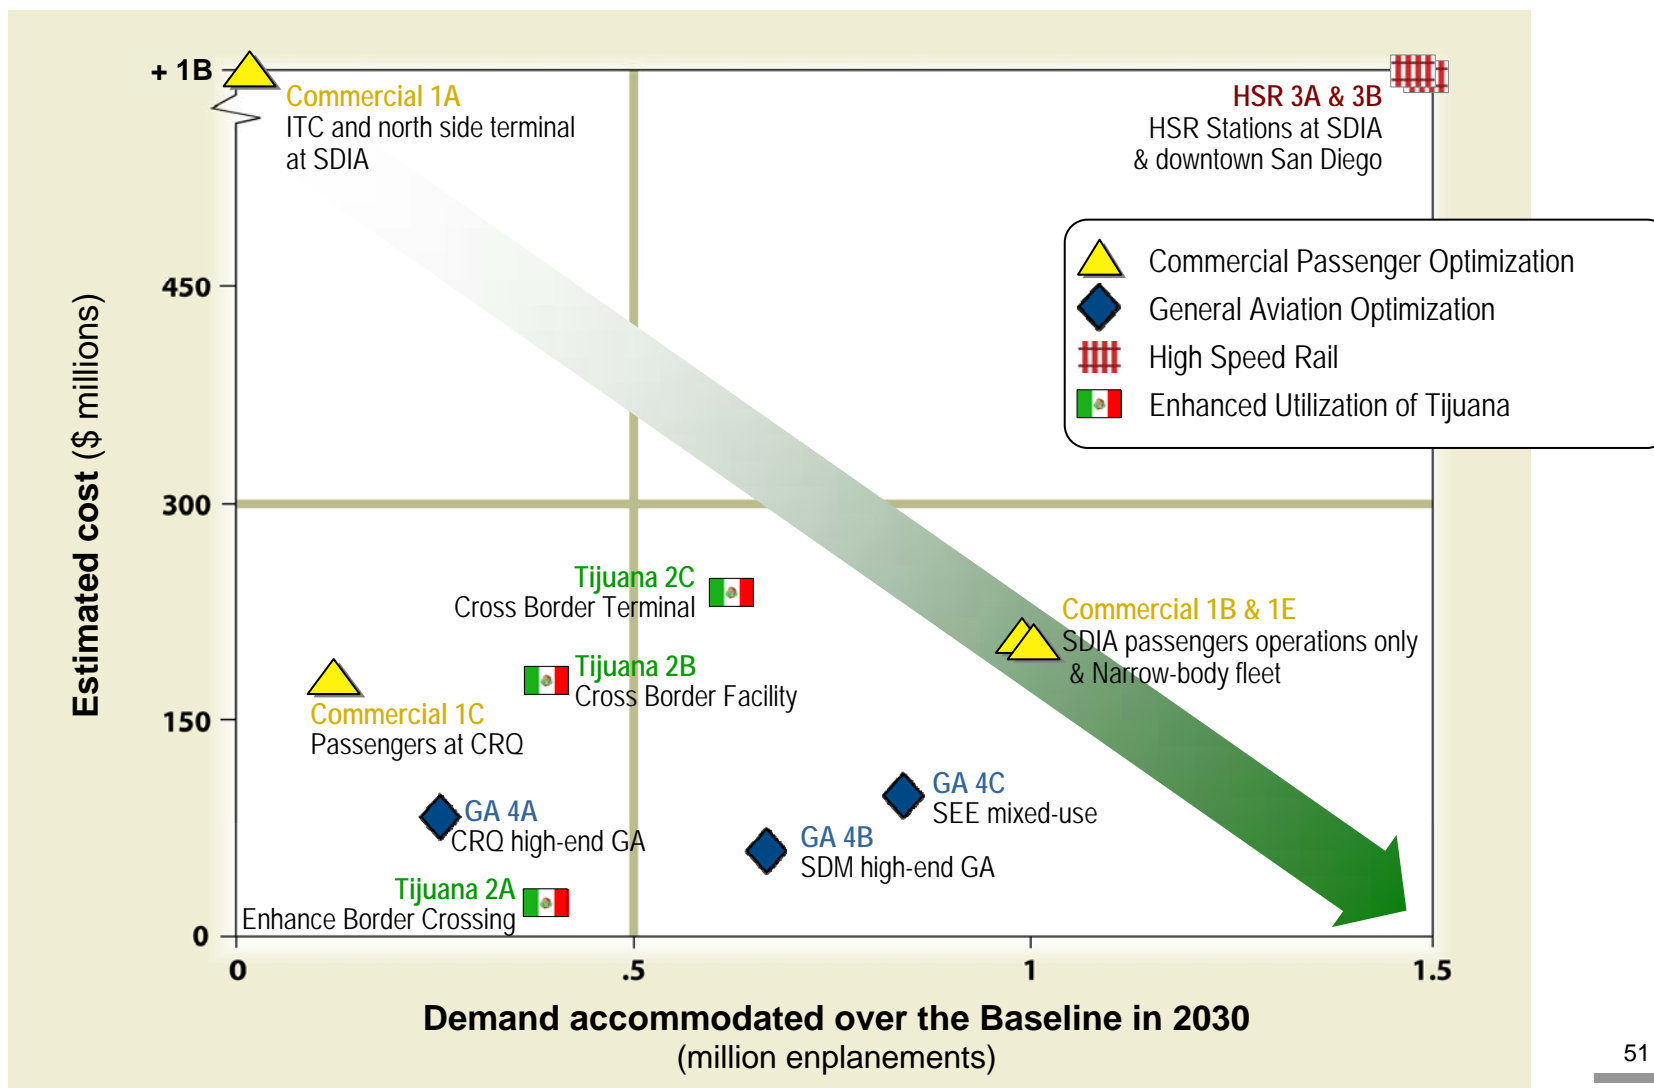 + 1B
Commercial 1A
ITC and north side terminal
at SDIA
HSR 3A & 3B
HSR Stations at SDIA
& downtown San Diego
Commercial Passenger Optimization
General Aviation Optimization
High Speed Rail
Enhanced Utilization of Tijuana
450
300
150
0
Estimated cost ($ millions)
Tijuana 2C
Cross Border Terminal
Commercial 1B & 1E
SDIA passengers operations only
& Narrow-body fleet
Tijuana 2B
Cross Border Facility
Commercial 1C
Passengers at CRQ
GA 4A
CRQ high-end GA
GA 4C
SEE mixed-use
GA 4B
SDM high-end GA
Tijuana 2A
Enhance Border Crossing
0
.5
1
1.5
Demand accommodated over the Baseline in 2030
(million enplanements)
51